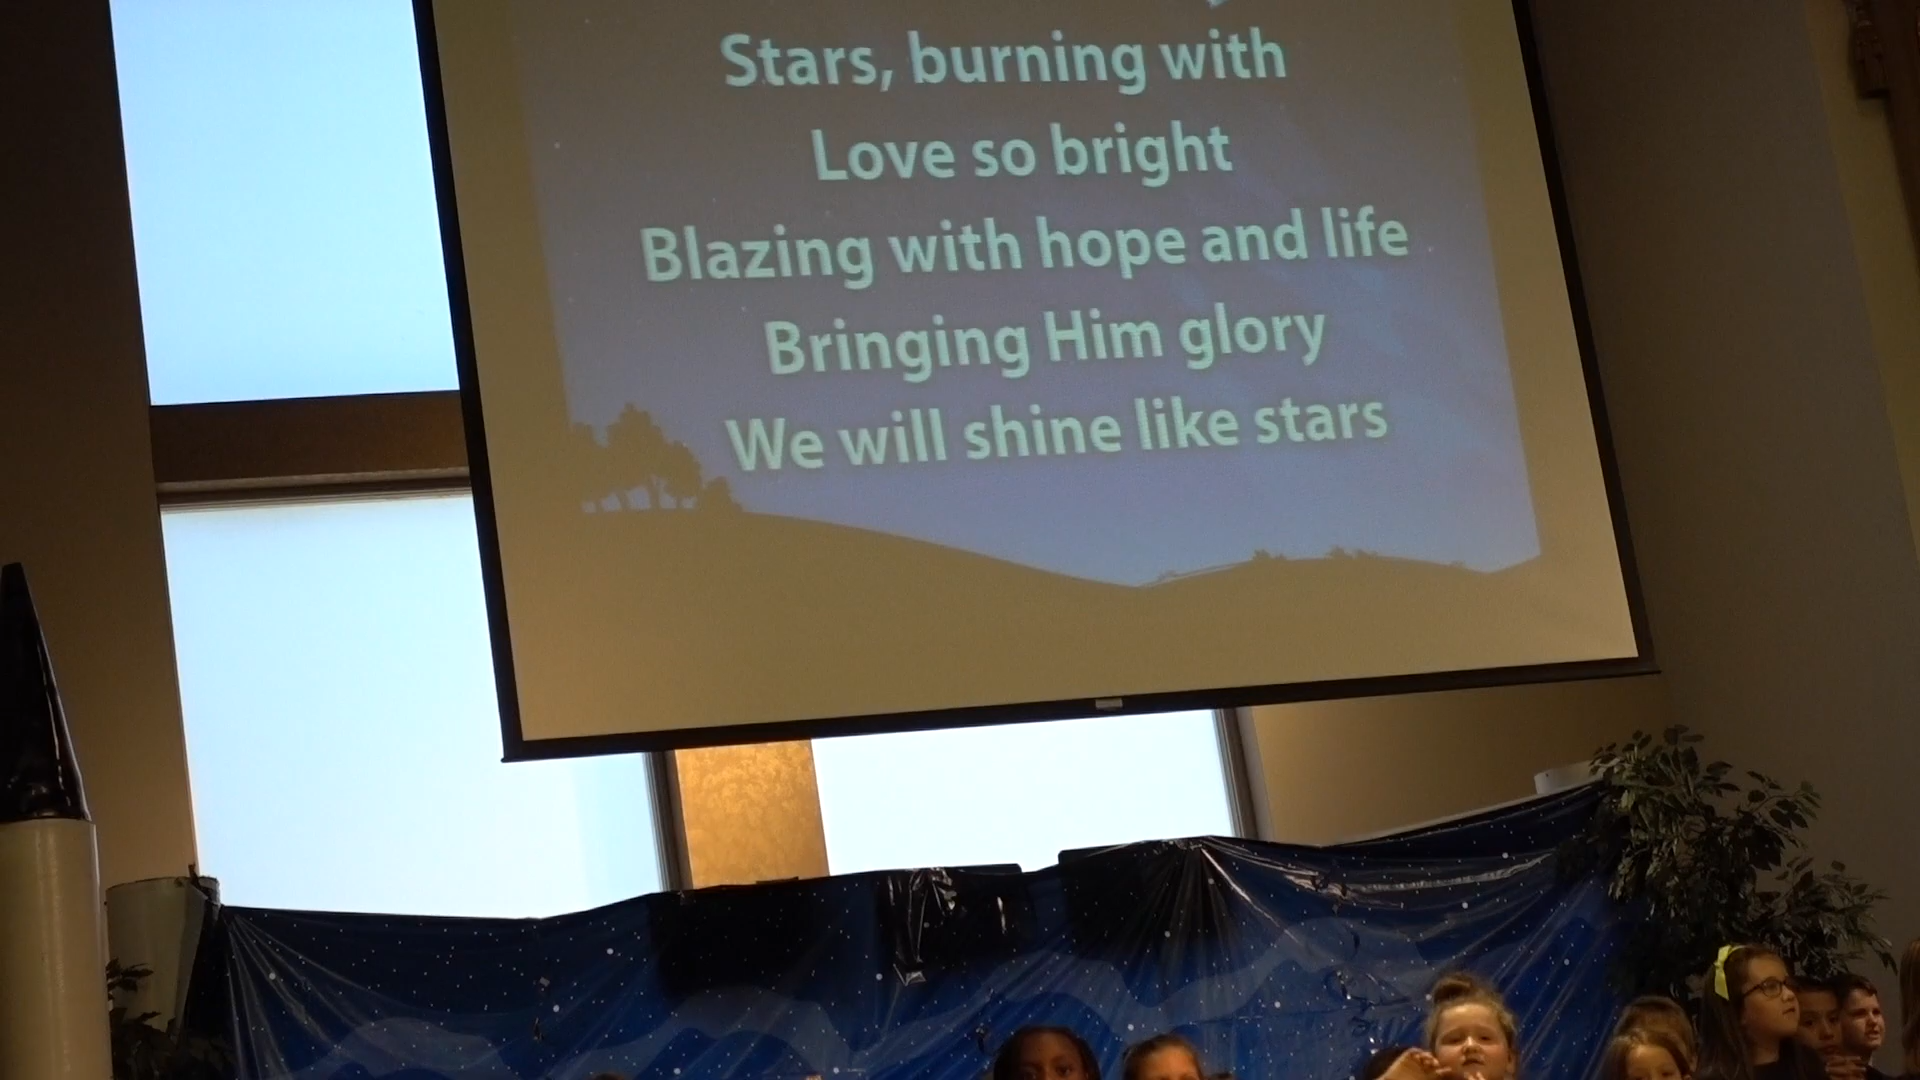 Stars, burning with
Love so bright
Blazing with hope and life
Bringing Him glory
We will shine like stars